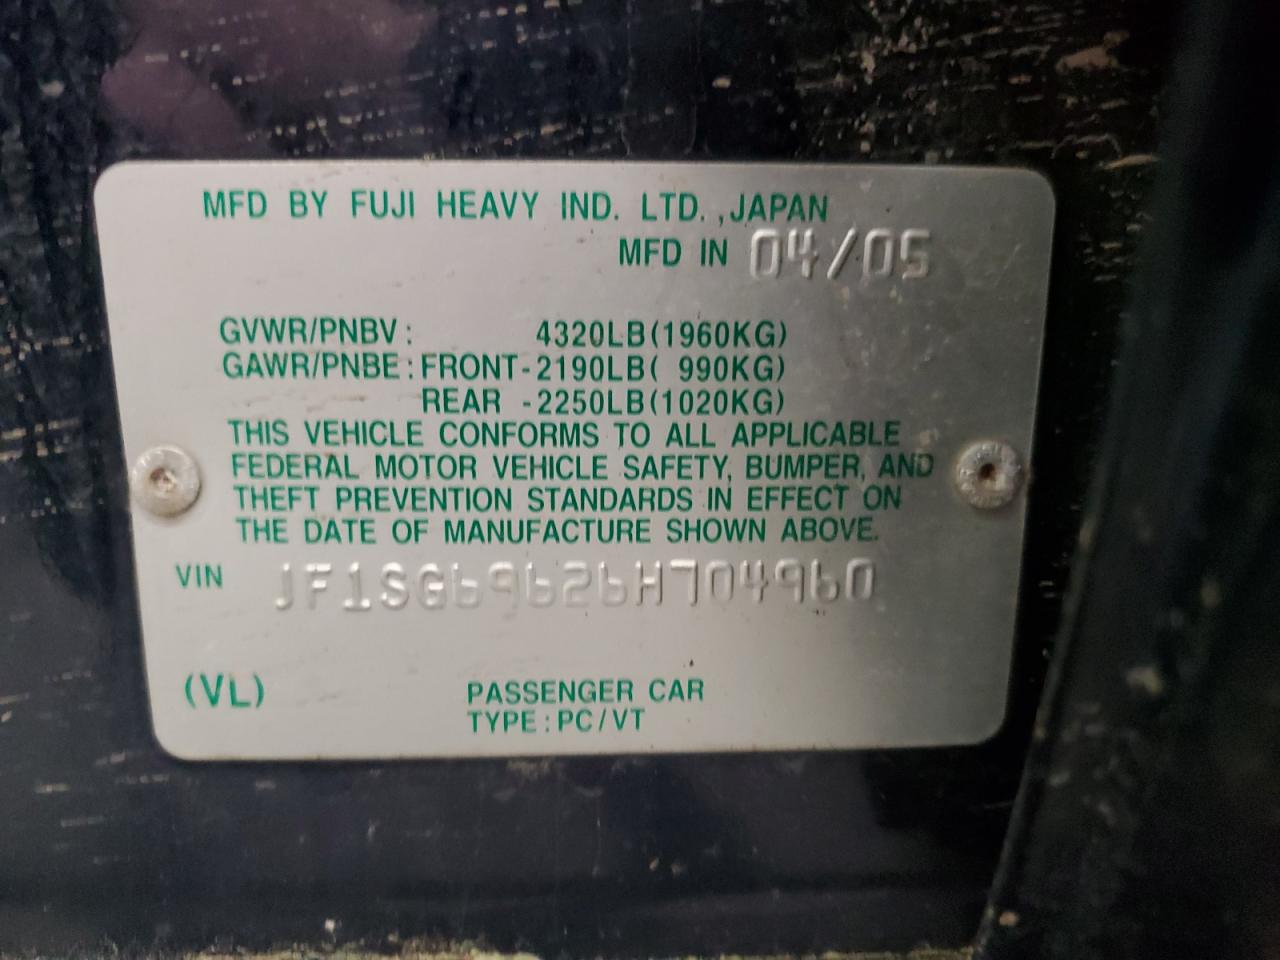 MFD BY FUJI HEAVY IND. LTD., JAPAN
MFD IN 04/05
GVWR/PNBV: 4320LB(1960KG)
GAWR/PNBE: FRONT-2190LB( 990KG)
REAR -2250LB(1020KG)
THIS VEHICLE CONFORMS TO ALL APPLICABLE
FEDERAL MOTOR VEHICLE SAFETY, BUMPER, AND
THEFT PREVENTION STANDARDS IN EFFECT ON
THE DATE OF MANUFACTURE SHOWN ABOVE.
VIN JF1SG69626H704960
(VL) PASSENGER CAR
TYPE: PC/VT